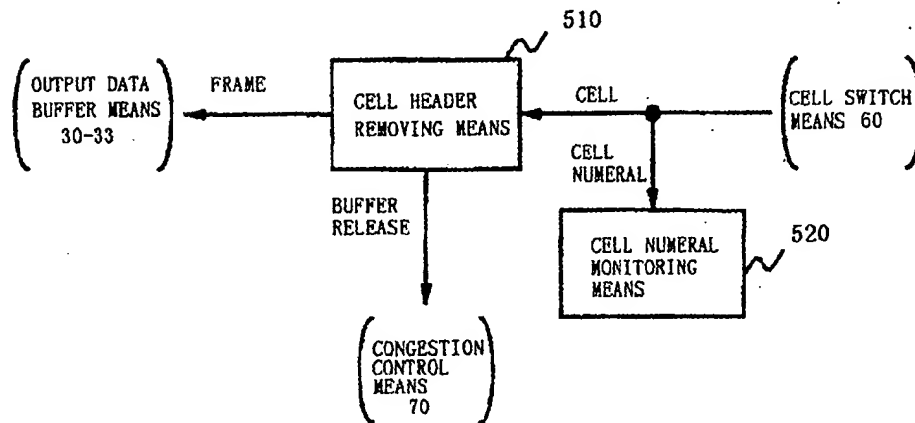 510
OUTPUT DATA
BUFFER MEANS
30-33
FRAME
CELL HEADER
REMOVING MEANS
CELL
CELL SWITCH
MEANS 60
CELL
NUMERAL
BUFFER
RELEASE
520
CELL NUMERAL
MONITORING
MEANS
CONGESTION
CONTROL
MEANS
70